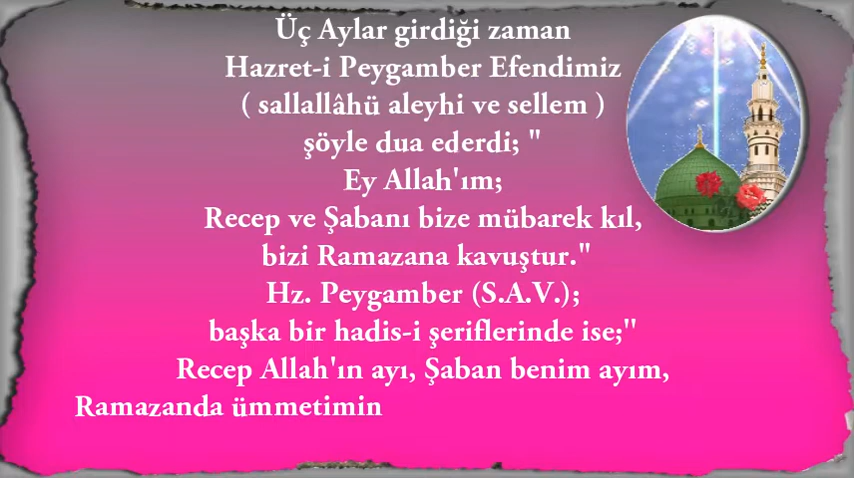 Üç Aylar girdiği zaman
Hazret-i Peygamber Efendimiz
( sallallâhü aleyhi ve sellem )
şöyle dua ederdi; "
Ey Allah'ım;
Recep ve Şabanı bize mübarek kıl,
bizi Ramazana kavuştur."
Hz. Peygamber (S.A.V.);
başka bir hadis-i şeriflerinde ise;"
Recep Allah'ın ayı, Şaban benim ayım,
Ramazanda ümmetimin